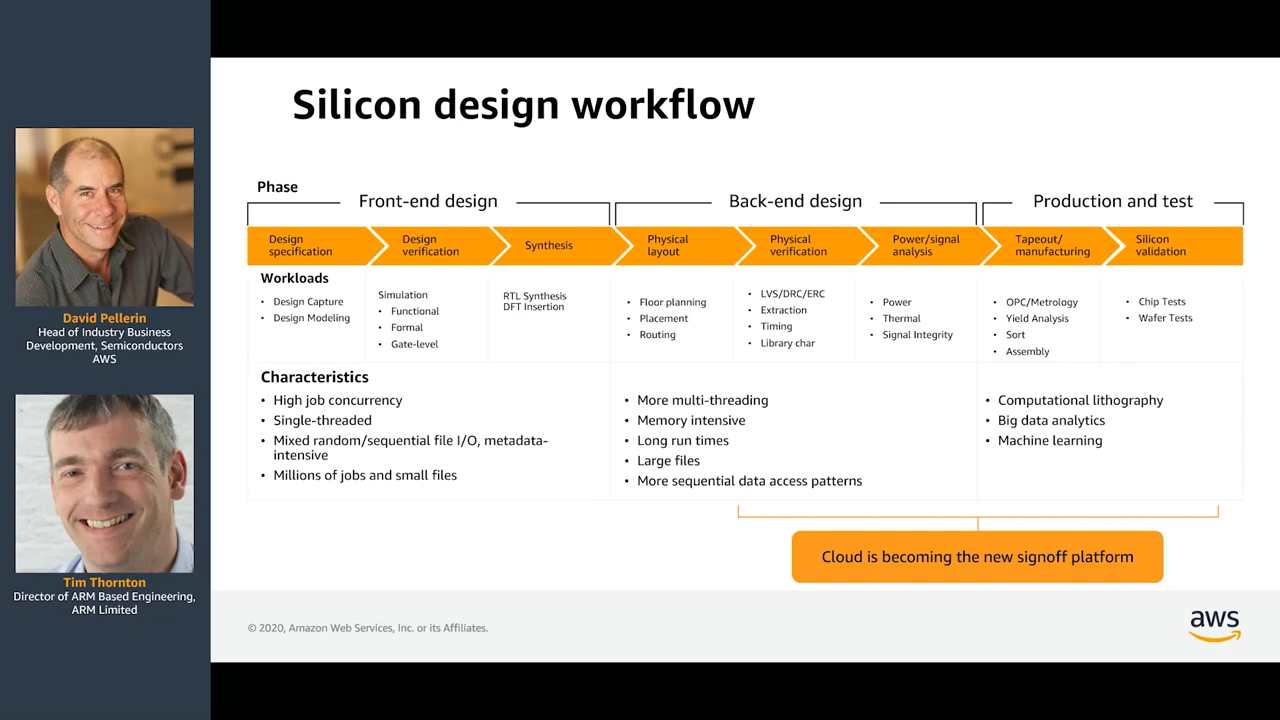 Silicon design workflow
Phase
Front-end design
Back-end design
Production and test
Design
specification
Design
verification
Synthesis
Physical
layout
Physical
verification
Power/signal
analysis
Tapeout/
manufacturing
Silicon
validation
Workloads
• Design Capture
• Design Modeling
Simulation
• Functional
• Formal
• Gate-level
RTL Synthesis
DFT Insertion
• Floor planning
• Placement
• Routing
• LVS/DRC/ERC
• Extraction
• Timing
• Library char
• Power
• Thermal
• Signal Integrity
• OPC/Metrology
• Yield Analysis
• Sort
• Assembly
• Chip Tests
• Wafer Tests
Characteristics
• High job concurrency
• Single-threaded
• Mixed random/sequential file I/O, metadata-
intensive
• Millions of jobs and small files
• More multi-threading
• Memory intensive
• Long run times
• Large files
• More sequential data access patterns
• Computational lithography
• Big data analytics
• Machine learning
Cloud is becoming the new signoff platform
© 2020, Amazon Web Services, Inc. or its Affiliates.
aws
David Pellerin
Head of Industry Business
Development, Semiconductors
AWS
Tim Thornton
Director of ARM Based Engineering,
ARM Limited